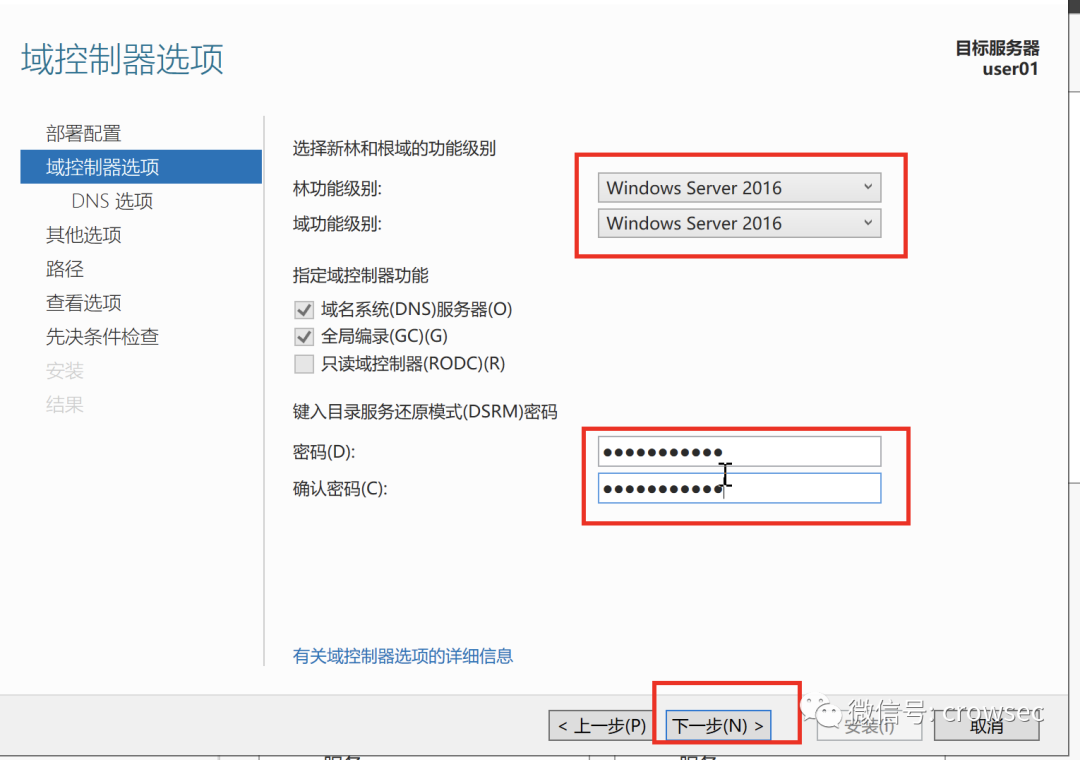 域控制器选项
目标服务器
user01
部署配置
域控制器选项
DNS 选项
其他选项
路径
查看选项
先决条件检查
安装
结果
选择新林和根域的功能级别
林功能级别:
Windows Server 2016
域功能级别:
Windows Server 2016
指定域控制器功能
域名系统(DNS)服务器(O)
全局编录(GC)(G)
只读域控制器(RODC)(R)
键入目录服务还原模式(DSRM)密码
密码(D):
●●●●●●●●●●●
确认密码(C):
●●●●●●●●●●●
有关域控制器选项的详细信息
< 上一步(P)
下一步(N) >
安装(I)
取消
微信号: crowsec